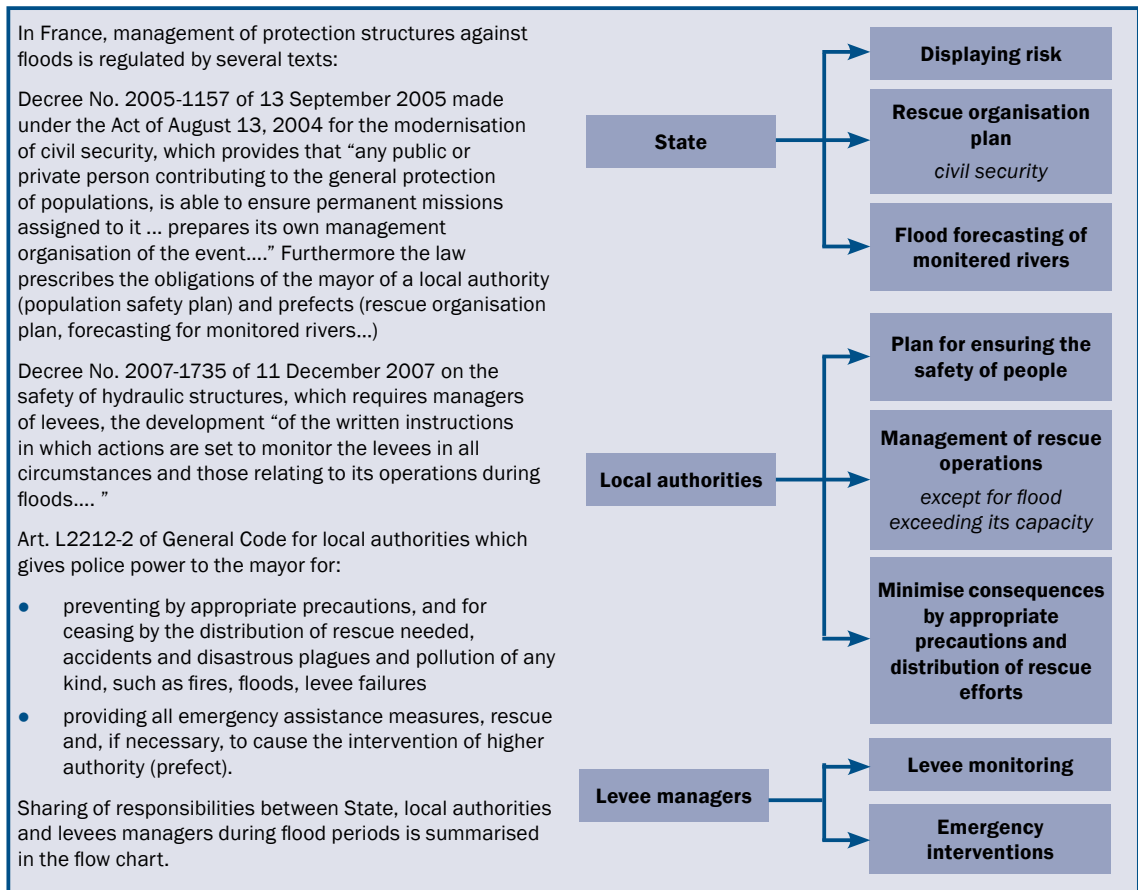 In France, management of protection structures against
floods is regulated by several texts:
Decree No. 2005-1157 of 13 September 2005 made
under the Act of August 13, 2004 for the modernisation
of civil security, which provides that “any public or
private person contributing to the general protection
of populations, is able to ensure permanent missions
assigned to it ... prepares its own management
organisation of the event....” Furthermore the law
prescribes the obligations of the mayor of a local authority
(population safety plan) and prefects (rescue organisation
plan, forecasting for monitored rivers...)
Decree No. 2007-1735 of 11 December 2007 on the
safety of hydraulic structures, which requires managers
of levees, the development “of the written instructions
in which actions are set to monitor the levees in all
circumstances and those relating to its operations during
floods.... ”
Art. L2212-2 of General Code for local authorities which
gives police power to the mayor for:
● preventing by appropriate precautions, and for
ceasing by the distribution of rescue needed,
accidents and disastrous plagues and pollution of any
kind, such as fires, floods, levee failures
● providing all emergency assistance measures, rescue
and, if necessary, to cause the intervention of higher
authority (prefect).
Sharing of responsibilities between State, local authorities
and levees managers during flood periods is summarised
in the flow chart.
State
Displaying risk
Rescue organisation
plan
civil security
Flood forecasting of
monitered rivers
Local authorities
Plan for ensuring the
safety of people
Management of rescue
operations
except for flood
exceeding its capacity
Minimise consequences
by appropriate
precautions and
distribution of rescue
efforts
Levee managers
Levee monitoring
Emergency
interventions